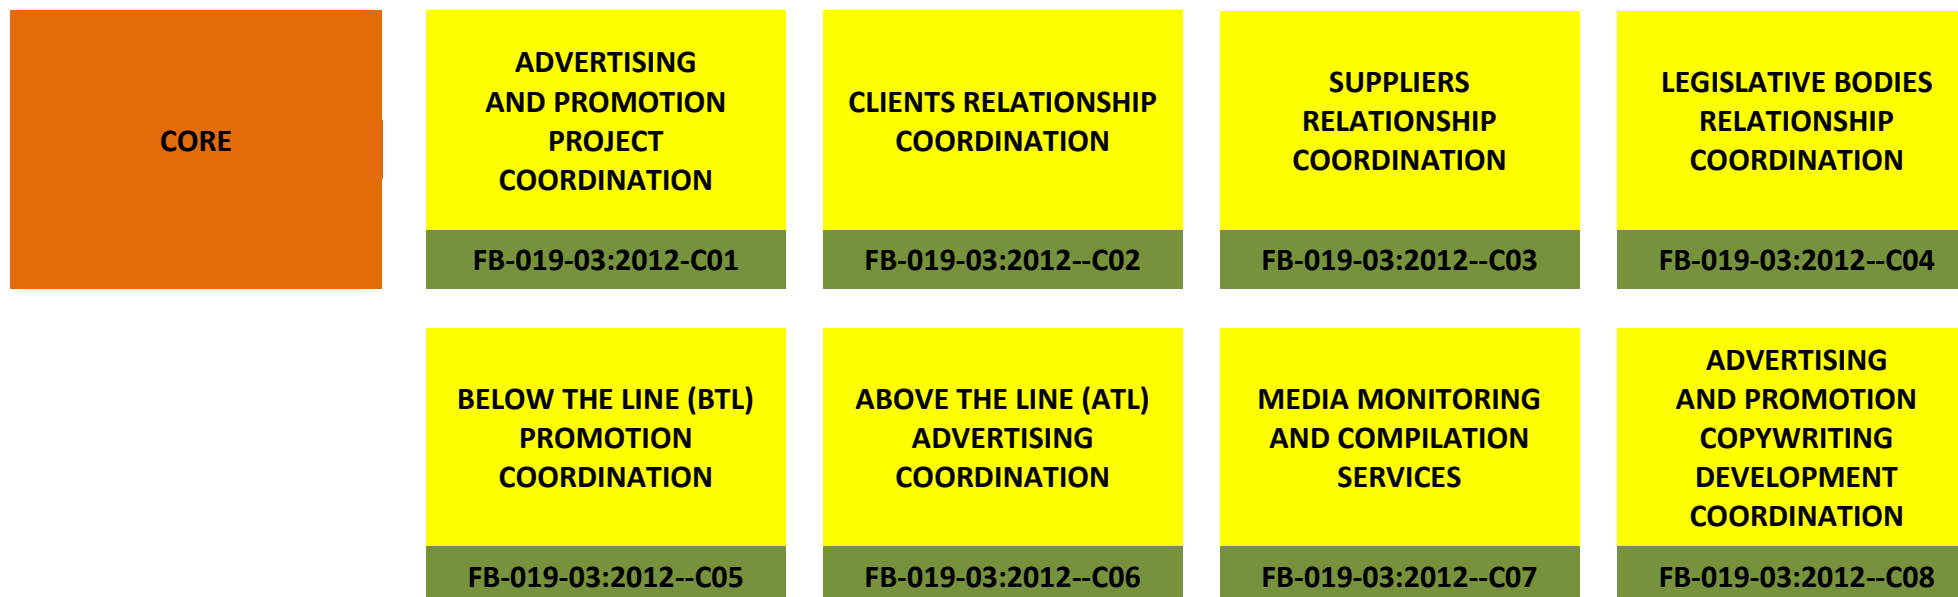 CORE
ADVERTISING
AND PROMOTION
PROJECT
COORDINATION
FB-019-03:2012-C01
CLIENTS RELATIONSHIP
COORDINATION
FB-019-03:2012--C02
SUPPLIERS
RELATIONSHIP
COORDINATION
FB-019-03:2012--C03
LEGISLATIVE BODIES
RELATIONSHIP
COORDINATION
FB-019-03:2012--C04
BELOW THE LINE (BTL)
PROMOTION
COORDINATION
FB-019-03:2012--C05
ABOVE THE LINE (ATL)
ADVERTISING
COORDINATION
FB-019-03:2012--C06
MEDIA MONITORING
AND COMPILATION
SERVICES
FB-019-03:2012--C07
ADVERTISING
AND PROMOTION
COPYWRITING
DEVELOPMENT
COORDINATION
FB-019-03:2012--C08